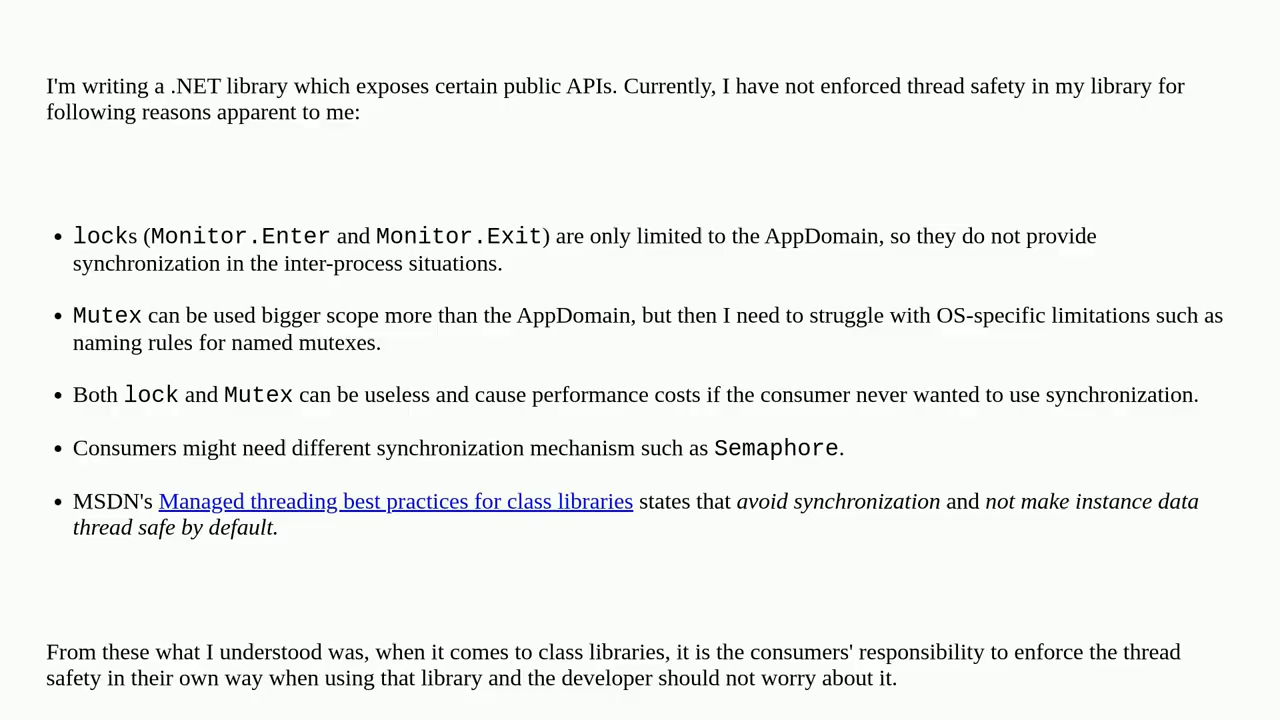 I'm writing a .NET library which exposes certain public APIs. Currently, I have not enforced thread safety in my library for
following reasons apparent to me:
• locks (Monitor.Enter and Monitor.Exit) are only limited to the AppDomain, so they do not provide
synchronization in the inter-process situations.
• Mutex can be used bigger scope more than the AppDomain, but then I need to struggle with OS-specific limitations such as
naming rules for named mutexes.
• Both lock and Mutex can be useless and cause performance costs if the consumer never wanted to use synchronization.
• Consumers might need different synchronization mechanism such as Semaphore.
• MSDN's Managed threading best practices for class libraries states that avoid synchronization and not make instance data
thread safe by default.
From these what I understood was, when it comes to class libraries, it is the consumers' responsibility to enforce the thread
safety in their own way when using that library and the developer should not worry about it.